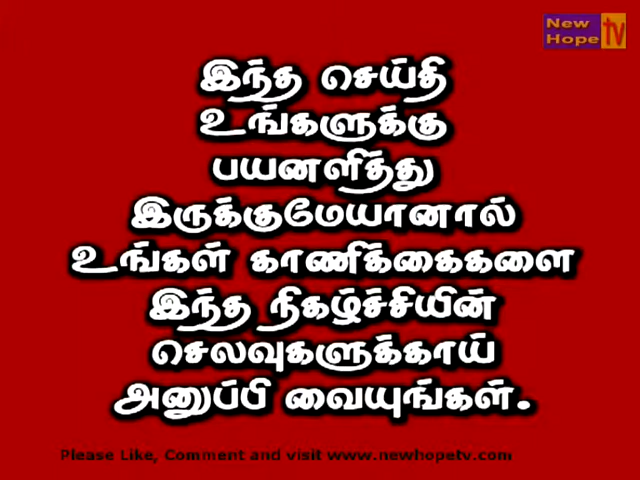 New
Hope TV
இந்த செய்தி
உங்களுக்கு
பயனளித்து
இருக்குமேயானால்
உங்கள் காணிக்கைகளை
இந்த நிகழ்ச்சியின்
செலவுகளுக்காய்
அனுப்பி வையுங்கள்.
Please Like, Comment and visit www.newhopetv.com